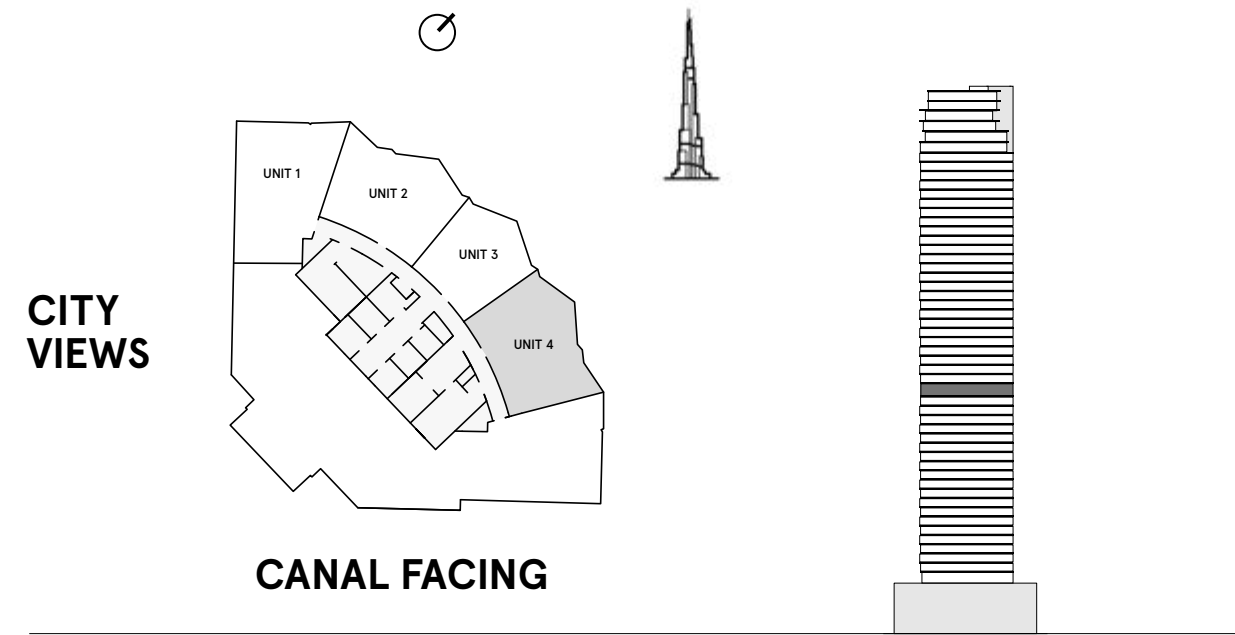 UNIT 1
UNIT 2
UNIT 3
UNIT 4
CITY
VIEWS
CANAL FACING